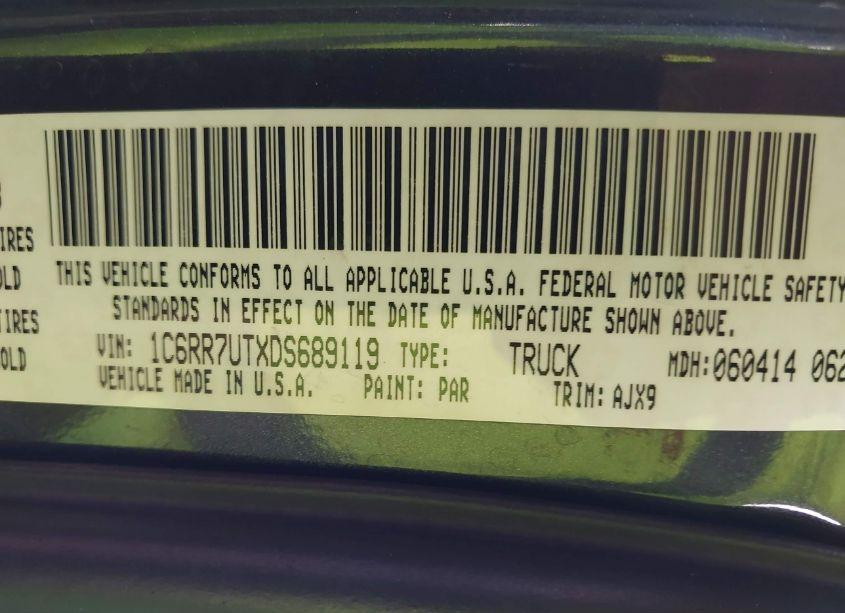 IRES
OLD
TIRES
OLD
THIS VEHICLE CONFORMS TO ALL APPLICABLE U.S.A. FEDERAL MOTOR VEHICLE SAFETY
STANDARDS IN EFFECT ON THE DATE OF MANUFACTURE SHOWN ABOVE.
VIN: 1C6RR7UTXDS689119 TYPE: TRUCK MDH:060414 062
VEHICLE MADE IN U.S.A. PAINT: PAR TRIM: AJX9